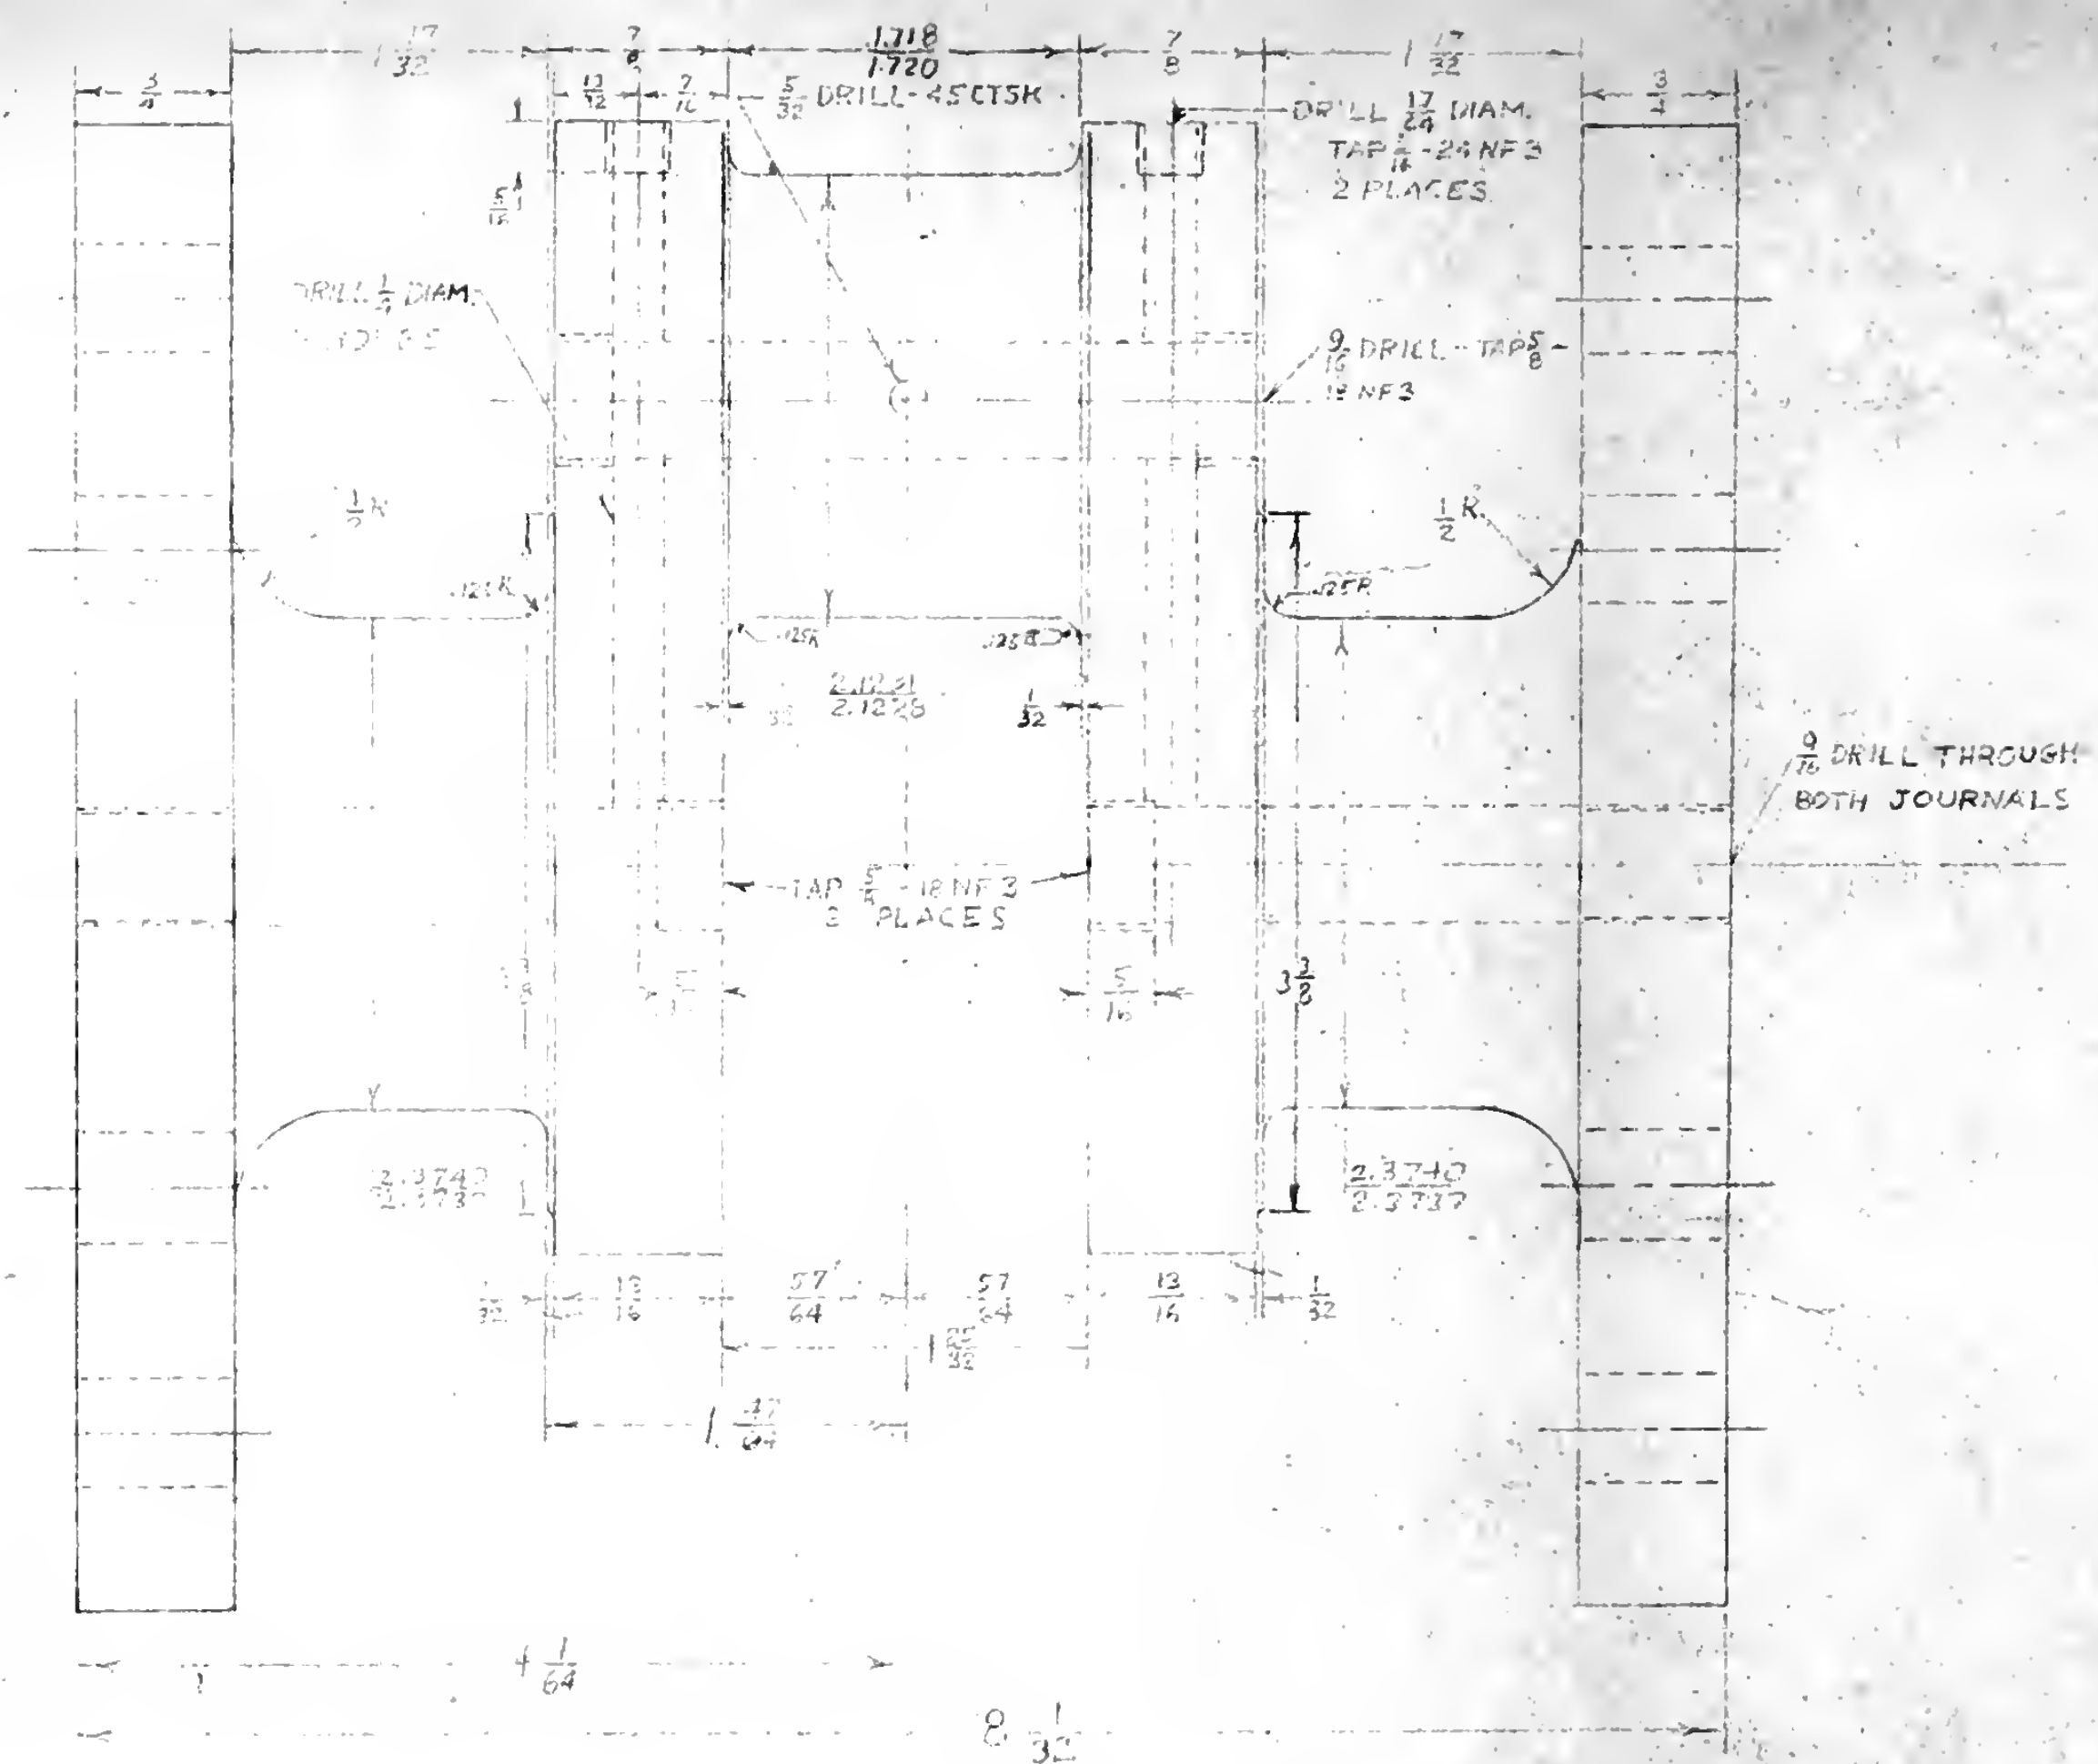 1 17/32
7/8
1.718
1.720
7/8
1 17/32
3/4
13/32
7/16
5/32 DRILL-45 CTSK
DRILL 17/64 DIAM.
TAP 5/16-24 NF3
2 PLACES
3/4
5/16
DRILL 1/4 DIAM.
HOLES
9/16 DRILL-TAP 5/8-
18 NF3
1/2 R
1/2 R.
.125R
.125R
.125R
.125R
2.1228
1/32
1/32
9/16 DRILL THROUGH
BOTH JOURNALS
TAP 5/8-18 NF3
2 PLACES
5/16
3 3/8
2.3740
2.3737
2.3740
2.3737
1/32
13/16
57/64
57/64
13/16
1/32
1 25/32
1 47/64
4 1/64
8 1/32